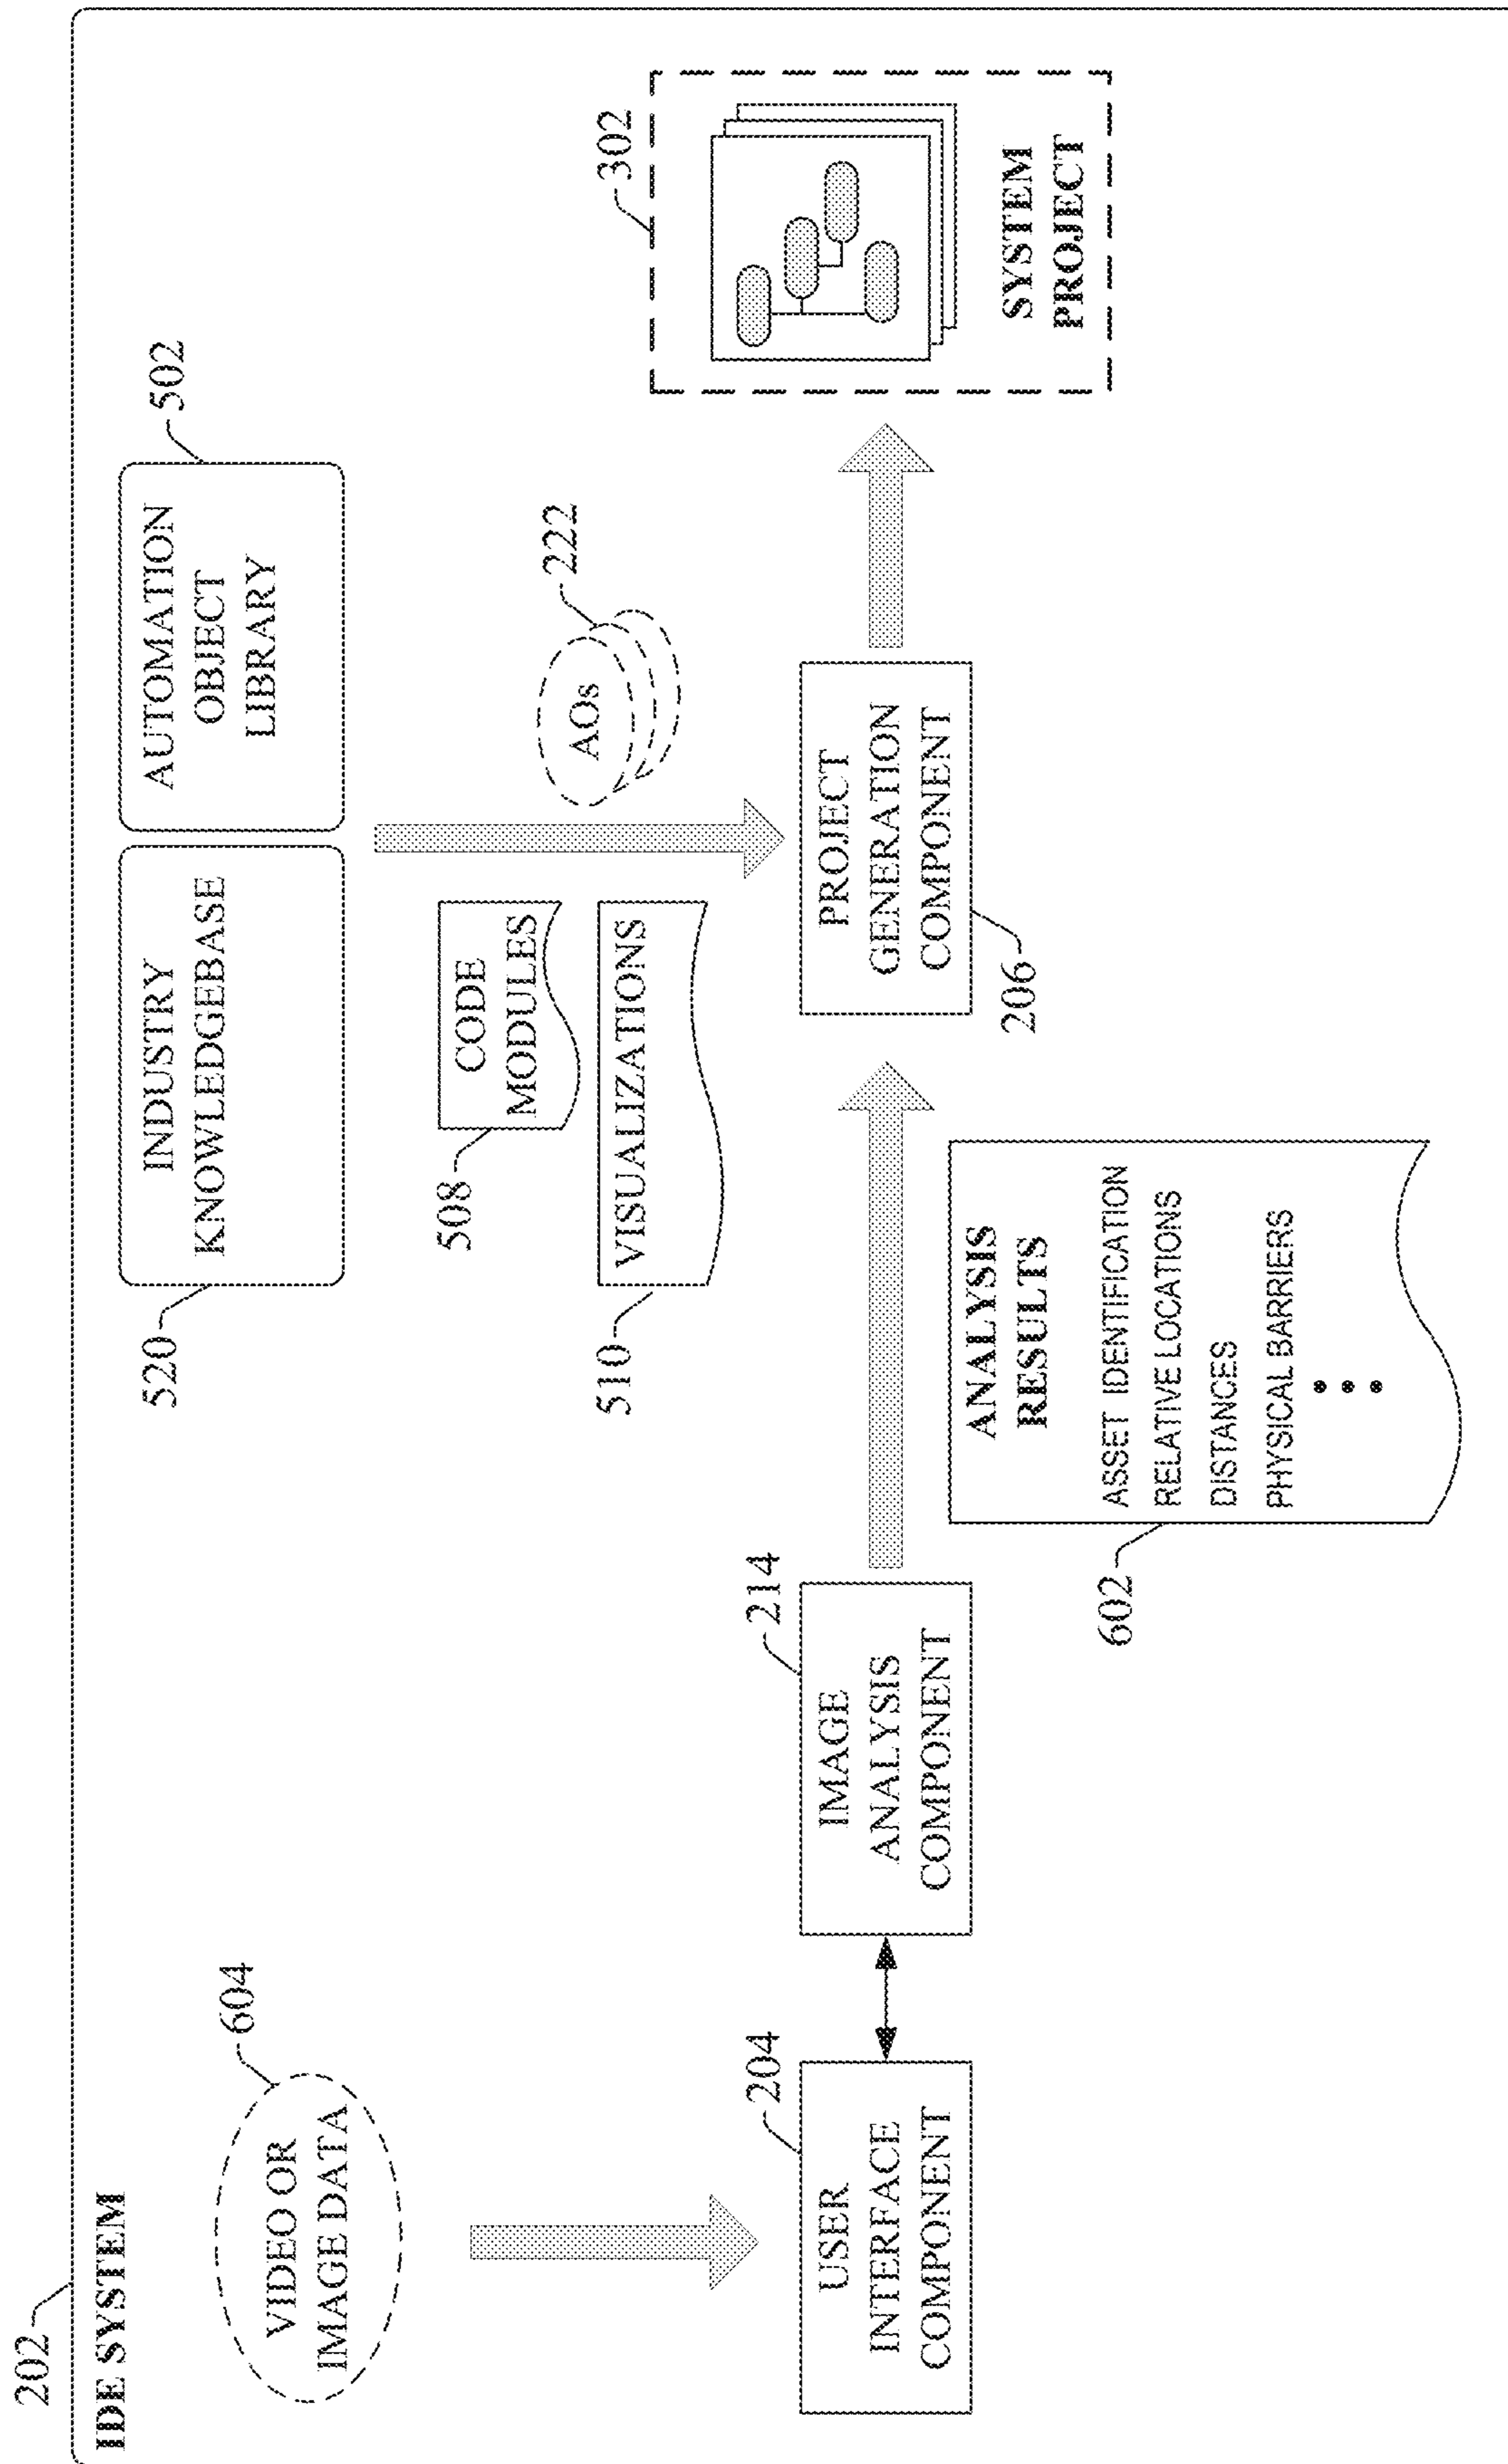 202
IDE SYSTEM
604
VIDEO OR
IMAGE DATA
204
USER
INTERFACE
COMPONENT
214
IMAGE
ANALYSIS
COMPONENT
602
ANALYSIS
RESULTS
ASSET IDENTIFICATION
RELATIVE LOCATIONS
DISTANCES
PHYSICAL BARRIERS
520
INDUSTRY
KNOWLEDGEBASE
502
AUTOMATION
OBJECT
LIBRARY
508
CODE
MODULES
510
VISUALIZATIONS
222
AOs
206
PROJECT
GENERATION
COMPONENT
302
SYSTEM
PROJECT